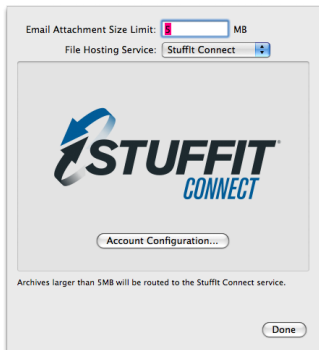 Email Attachment Size Limit: 5 MB
File Hosting Service: StuffIt Connect
STUFFIT
CONNECT
Account Configuration...
Archives larger than 5MB will be routed to the StuffIt Connect service.
Done